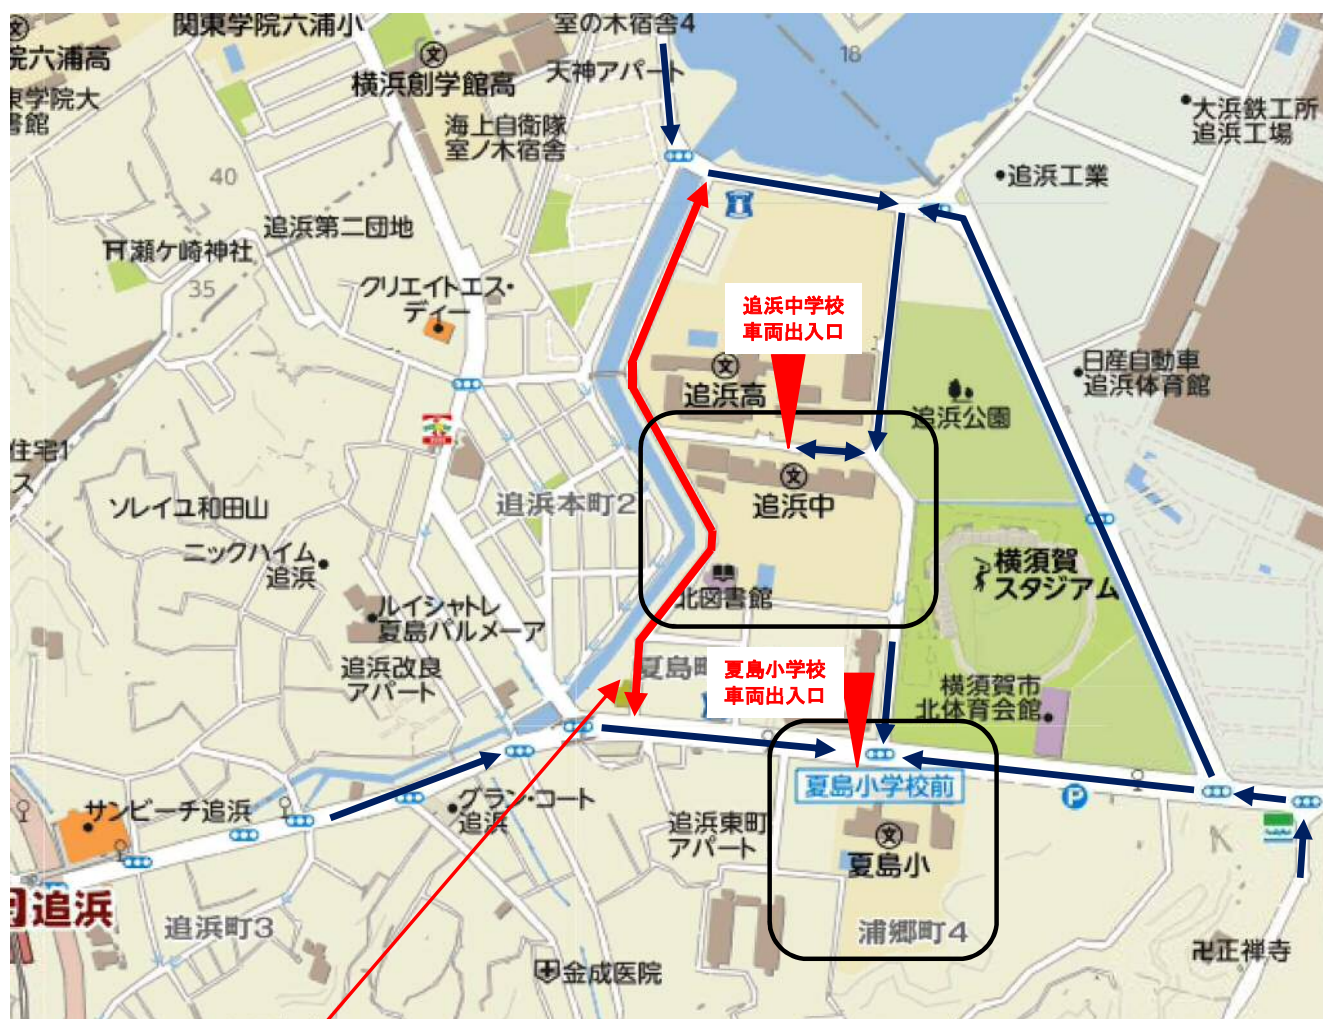 関東学院六浦小
室の木宿舎4
院六浦高
横浜創学館高
天神アパート
18
東学院大
書館
海上自衛隊
室ノ木宿舎
大浜鉄工所
追浜工場
40
追浜工業
追浜第二団地
瀬ケ崎神社
35
クリエイトエス・
ディー
追浜中学校
車両出入口
追浜高
日産自動車
追浜体育館
追浜公園
住宅1
ス
ソレイユ和田山
追浜本町2
追浜中
ニックハイム
追浜
横須賀
スタジアム
北図書館
ルイシャトレ
夏島パルメーア
追浜改良
アパート
夏島町
夏島小学校
車両出入口
横須賀市
北体育会館
夏島小学校前
P
サンビーチ追浜
グラン・コート
追浜
追浜東町
アパート
夏島小
FamilyMart
追浜
追浜町3
浦郷町4
卍正禅寺
金成医院